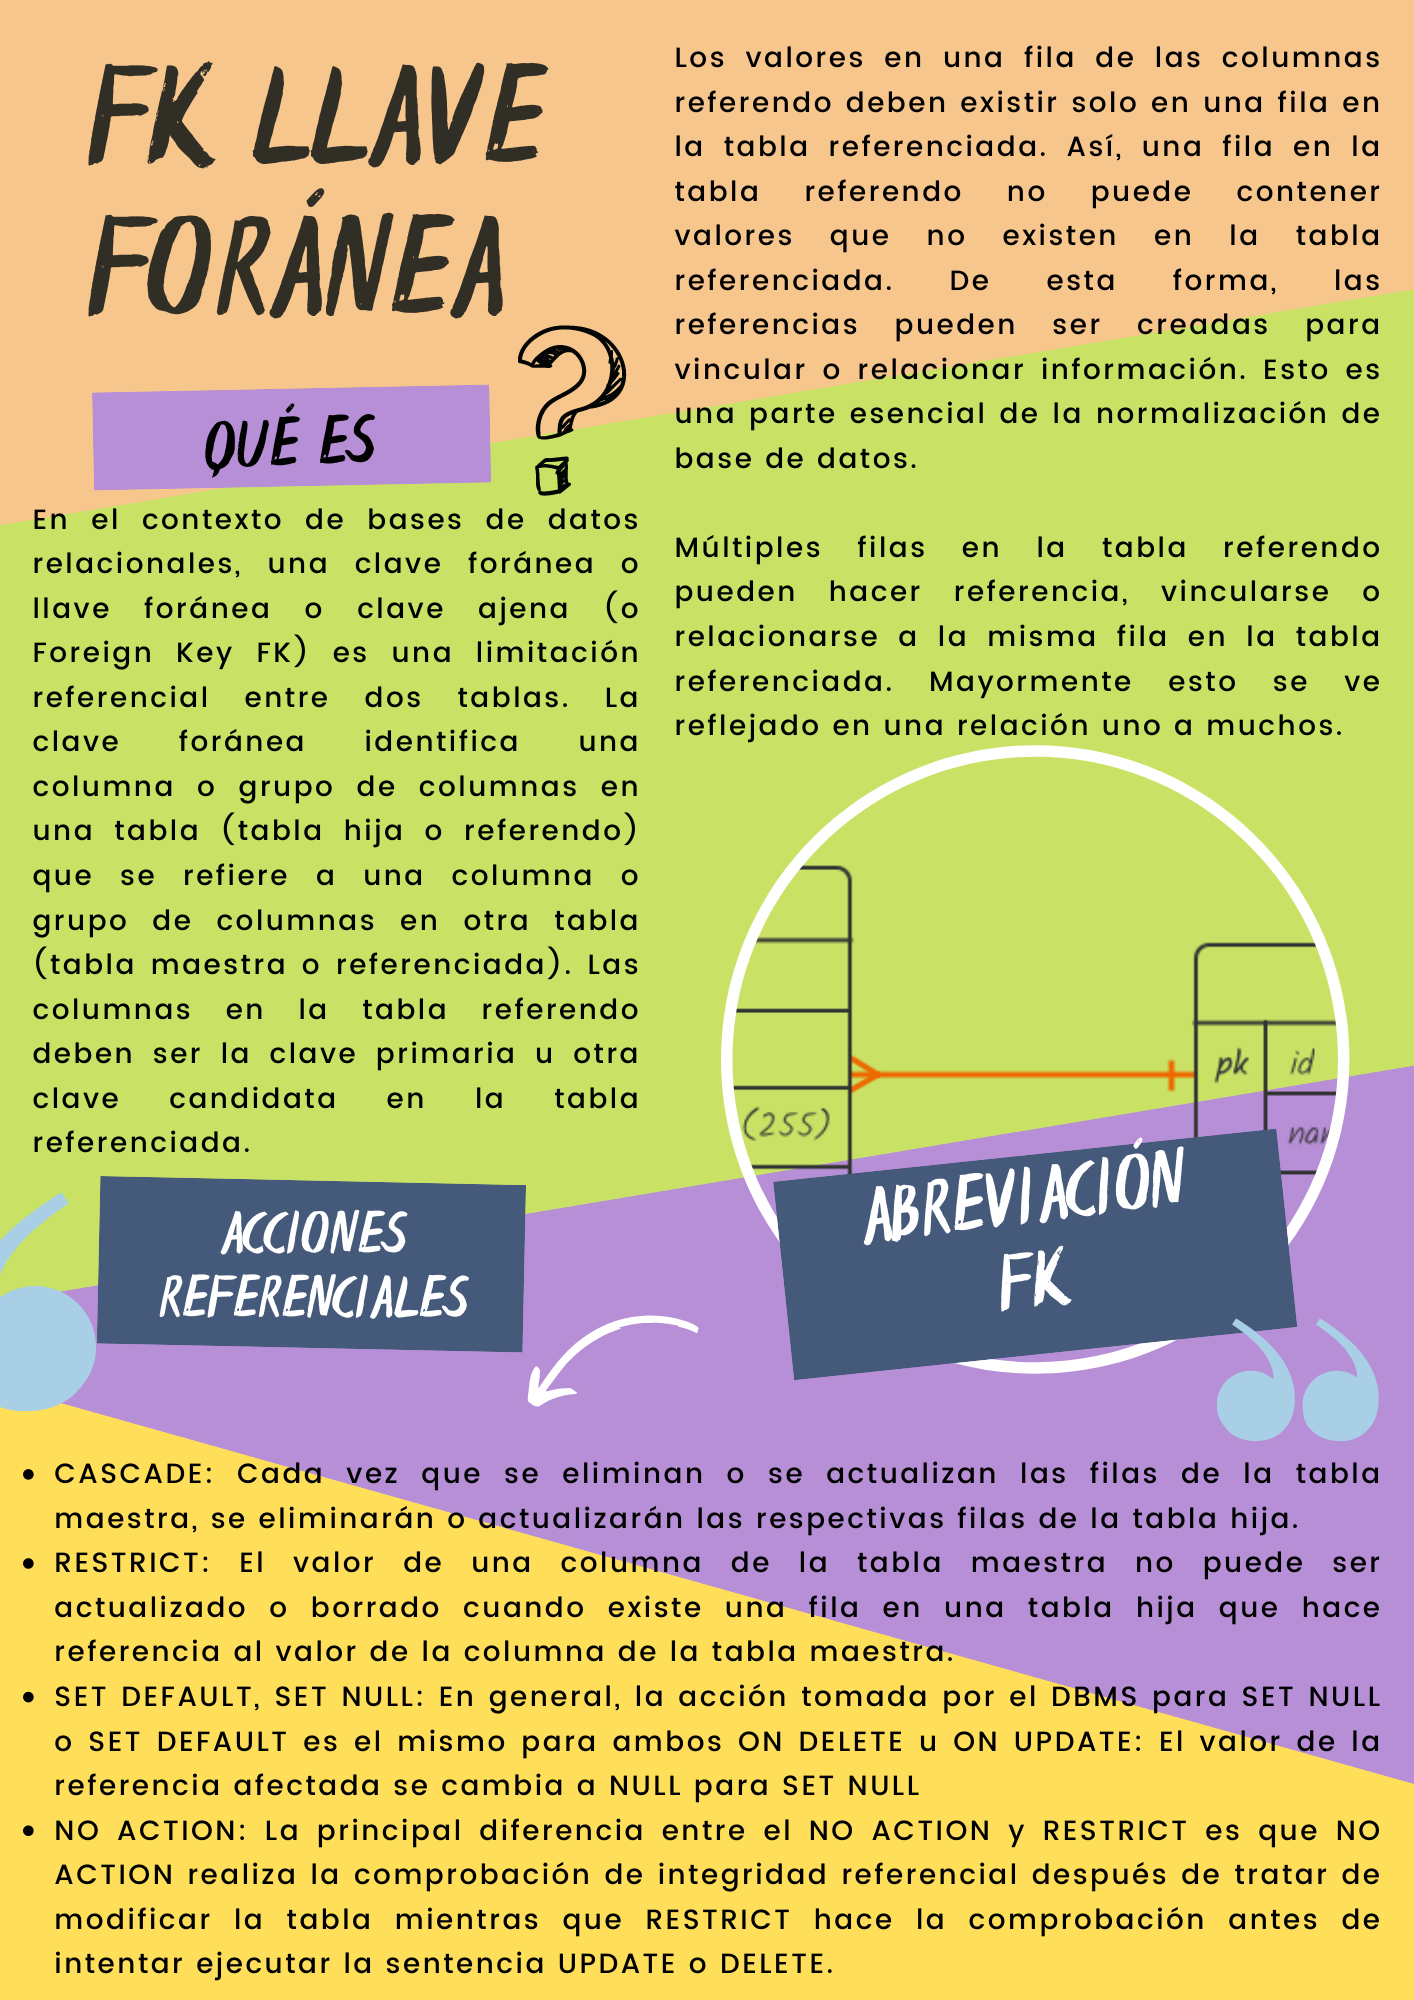 FK LLAVE
FORÁNEA
QUÉ ES
?
En el contexto de bases de datos
relacionales, una clave foránea o
llave foránea o clave ajena (o
Foreign Key FK) es una limitación
referencial entre dos tablas. La
clave foránea identifica una
columna o grupo de columnas en
una tabla (tabla hija o referendo)
que se refiere a una columna o
grupo de columnas en otra tabla
(tabla maestra o referenciada). Las
columnas en la tabla referendo
deben ser la clave primaria u otra
clave candidata en la tabla
referenciada.
Los valores en una fila de las columnas
referendo deben existir solo en una fila en
la tabla referenciada. Así, una fila en la
tabla referendo no puede contener
valores que no existen en la tabla
referenciada. De esta forma, las
referencias pueden ser creadas para
vincular o relacionar información. Esto es
una parte esencial de la normalización de
base de datos.
Múltiples filas en la tabla referendo
pueden hacer referencia, vincularse o
relacionarse a la misma fila en la tabla
referenciada. Mayormente esto se ve
reflejado en una relación uno a muchos.
(255)
pk id
ABREVIACIÓN
FK
ACCIONES
REFERENCIALES
• CASCADE: Cada vez que se eliminan o se actualizan las filas de la tabla
maestra, se eliminarán o actualizarán las respectivas filas de la tabla hija.
• RESTRICT: El valor de una columna de la tabla maestra no puede ser
actualizado o borrado cuando existe una fila en una tabla hija que hace
referencia al valor de la columna de la tabla maestra.
• SET DEFAULT, SET NULL: En general, la acción tomada por el DBMS para SET NULL
o SET DEFAULT es el mismo para ambos ON DELETE u ON UPDATE: El valor de la
referencia afectada se cambia a NULL para SET NULL
• NO ACTION: La principal diferencia entre el NO ACTION y RESTRICT es que NO
ACTION realiza la comprobación de integridad referencial después de tratar de
modificar la tabla mientras que RESTRICT hace la comprobación antes de
intentar ejecutar la sentencia UPDATE o DELETE.